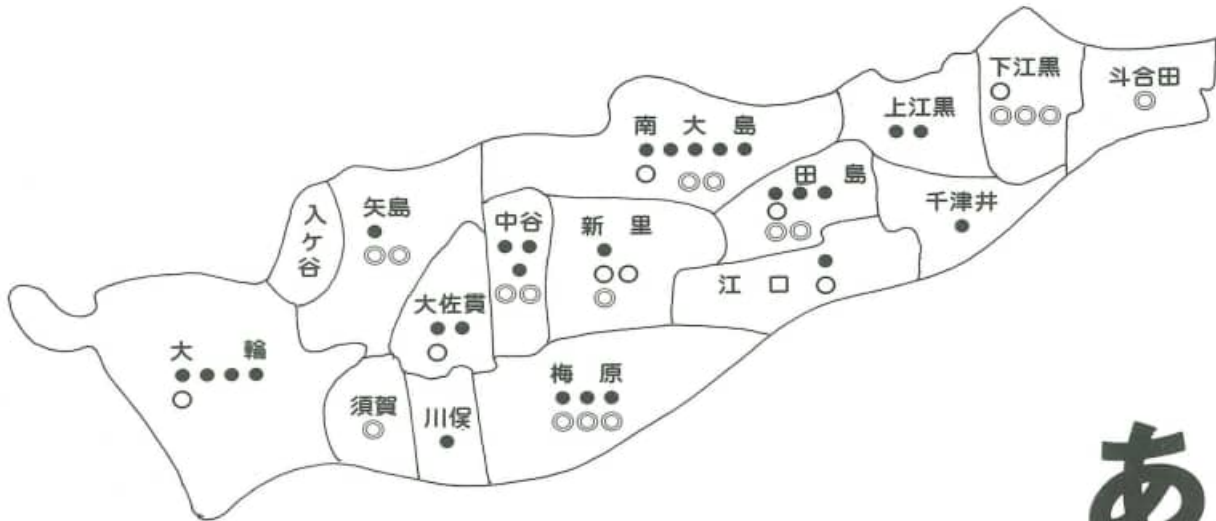 下江黒
斗合田
上江黒
南大島
田島
千津井
入ケ谷
矢島
中谷
新里
江口
大佐貫
大輪
須賀
川俣
梅原
あ